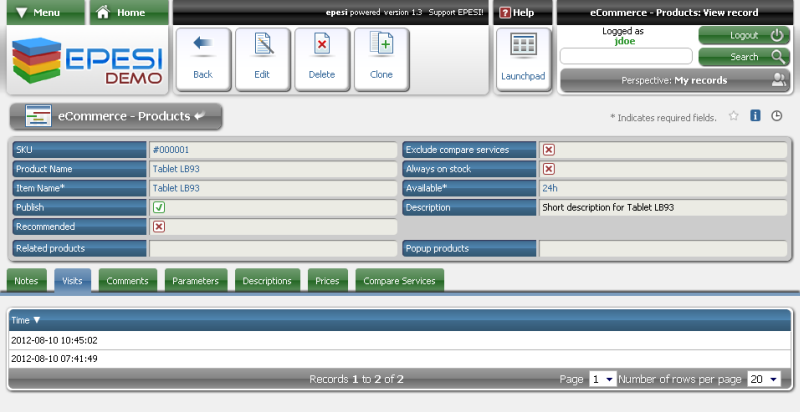 Menu
Home
epesi powered version 1.3 Support EPESI!
Help
eCommerce - Products: View record
EPESI
DEMO
Back
Edit
Delete
Clone
Launchpad
Logged as
jdoe
Logout
Search
Perspective: My records
eCommerce - Products
* Indicates required fields.
SKU #000001 Exclude compare services
Product Name Tablet LB93 Always on stock
Item Name* Tablet LB93 Available* 24h
Publish Description Short description for Tablet LB93
Recommended
Related products Popup products
Notes Visits Comments Parameters Descriptions Prices Compare Services
Time
2012-08-10 10:45:02
2012-08-10 07:41:49
Records 1 to 2 of 2 Page 1 Number of rows per page 20